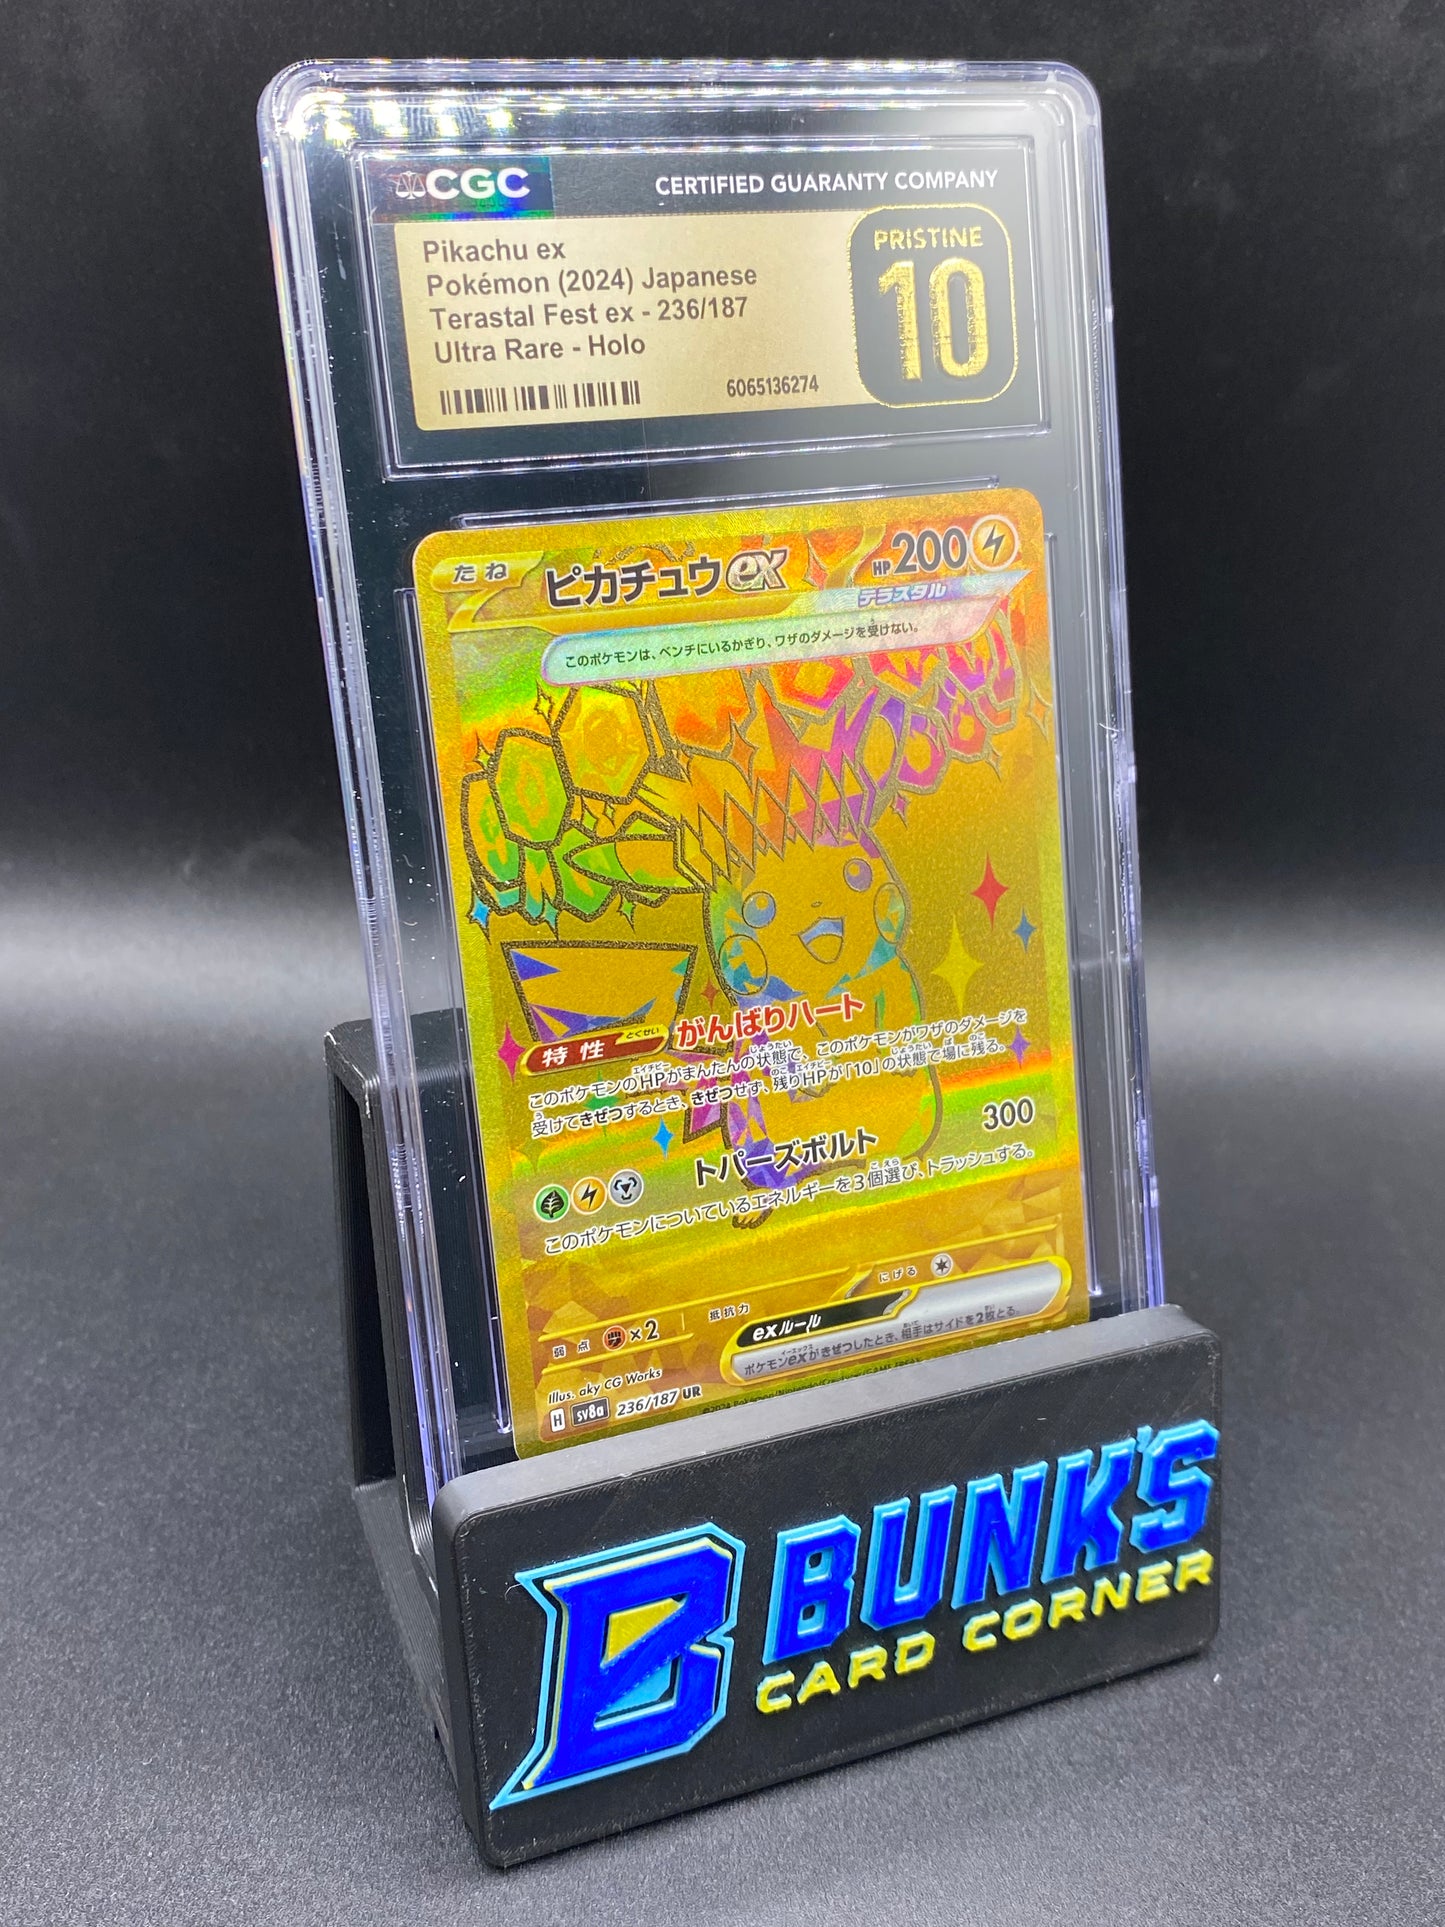 CGC
CERTIFIED GUARANTY COMPANY
Pikachu ex
Pokémon (2024) Japanese
Terastal Fest ex - 236/187
Ultra Rare - Holo
6065136274
PRISTINE
10
たね
ピカチュウex
HP200
テラスタル
このポケモンは、ベンチにいるかぎり、ワザのダメージを受けない。
特性 とくせい がんばりハート
このポケモンのHPがまんたんの状態で、このポケモンがワザのダメージを
受けてきぜつするとき、きぜつせず、残りHPが「10」の状態で場に残る。
トパーズボルト 300
このポケモンについているエネルギーを3個選び、トラッシュする。
弱点 ×2 抵抗力 にげる
exルール
ポケモンexがきぜつしたとき、相手はサイドを2枚とる。
Illus. aky CG Works
H sv8a 236/187 UR
©2024 Pokémon/Nintendo/Creatures/GAME FREAK
B
BUNK'S
CARD CORNER